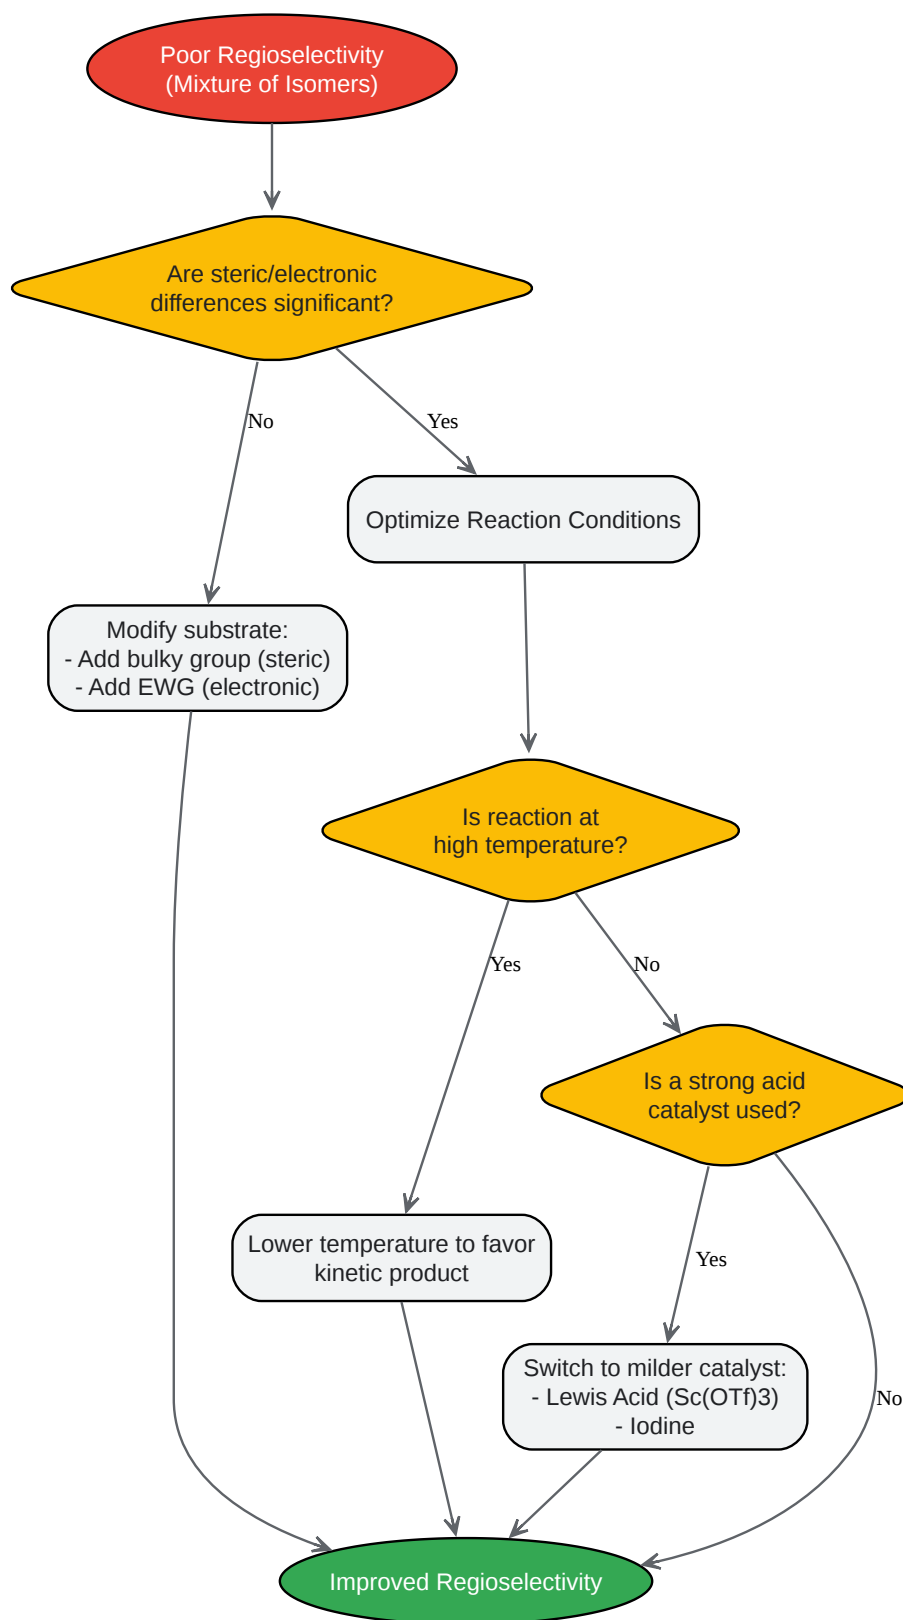 Poor Regioselectivity
(Mixture of Isomers)
Are steric/electronic
differences significant?
No
Yes
Optimize Reaction Conditions
Modify substrate:
- Add bulky group (steric)
- Add EWG (electronic)
Is reaction at
high temperature?
Yes
No
Is a strong acid
catalyst used?
Lower temperature to favor
kinetic product
Yes
Switch to milder catalyst:
- Lewis Acid (Sc(OTf)3)
- Iodine
No
Improved Regioselectivity